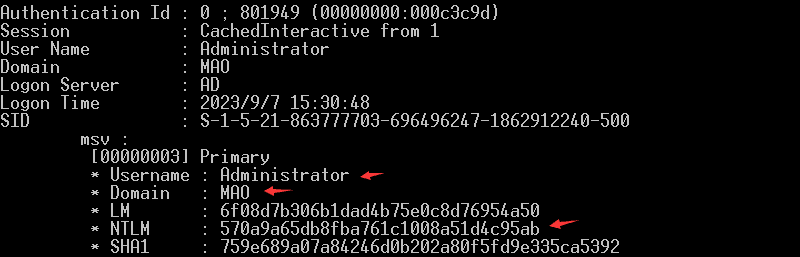 Authentication Id : 0 ; 801949 (00000000:000c3c9d)
Session           : CachedInteractive from 1
User Name         : Administrator
Domain            : MAO
Logon Server      : AD
Logon Time        : 2023/9/7 15:30:48
SID               : S-1-5-21-863777703-696496247-1862912240-500
        msv :
         [00000003] Primary
         * Username : Administrator
         * Domain   : MAO
         * LM       : 6f08d7b306b1dad4b75e0c8d76954a50
         * NTLM     : 570a9a65db8fba761c1008a51d4c95ab
         * SHA1     : 759e689a07a84246d0b202a80f5fd9e335ca5392